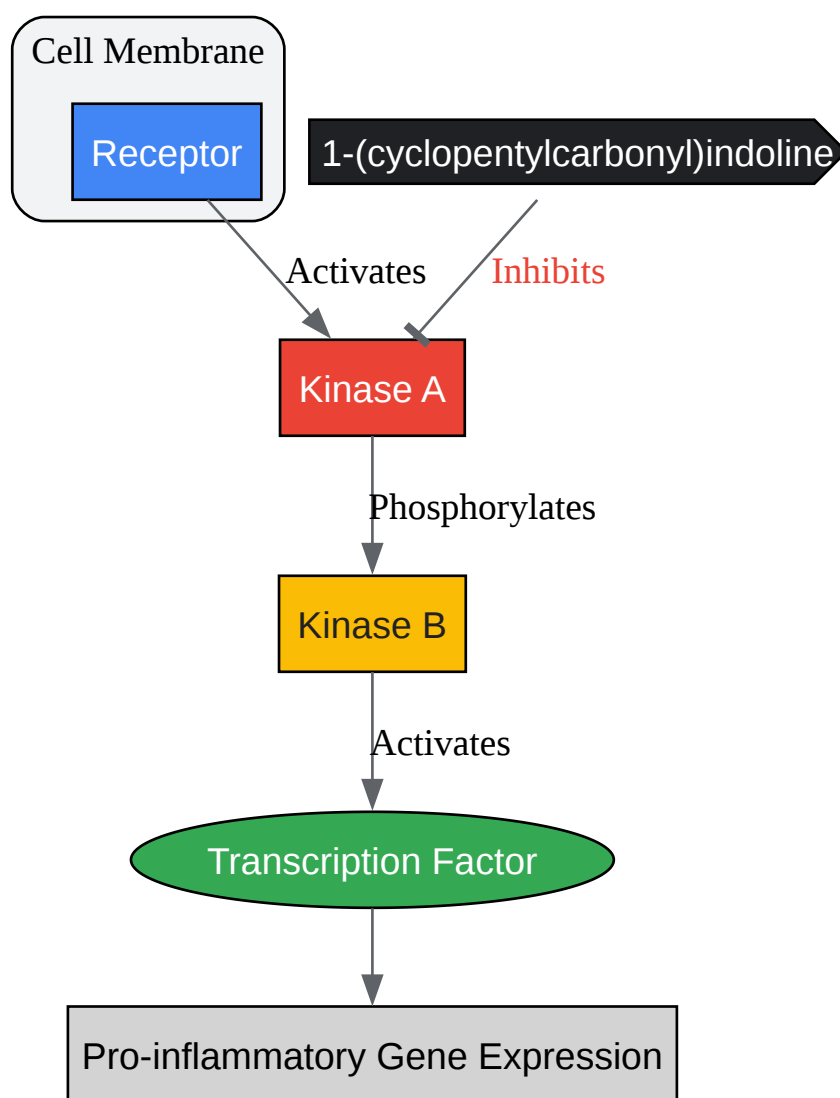 Cell Membrane
Receptor
1-(cyclopentylcarbonyl)indoline
Activates
Inhibits
Kinase A
Phosphorylates
Kinase B
Activates
Transcription Factor
Pro-inflammatory Gene Expression